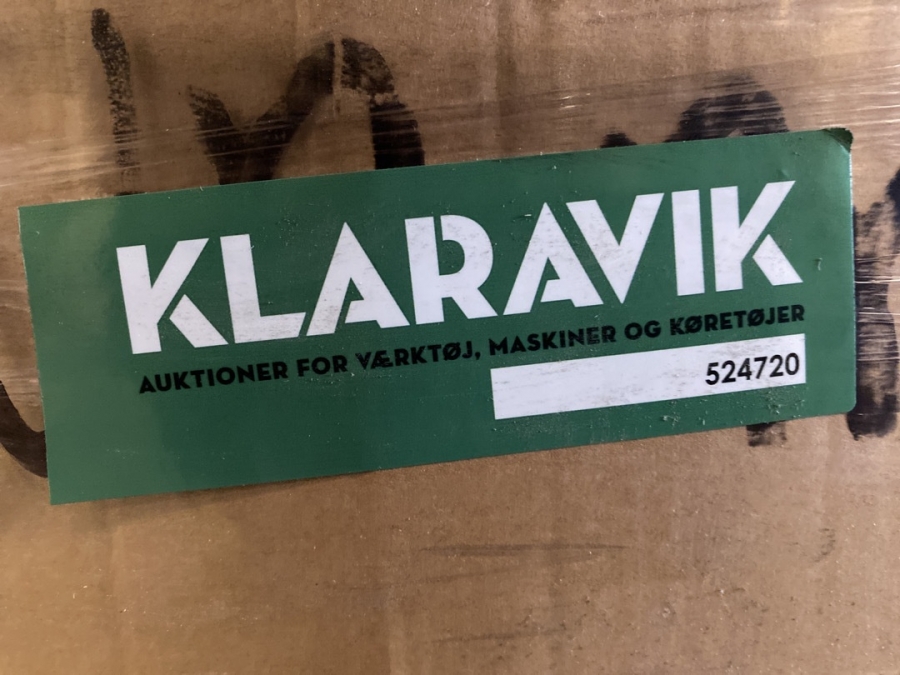 KLARAVIK
AUKTIONER FOR VÆRKTØJ, MASKINER OG KØRETØJER
524720